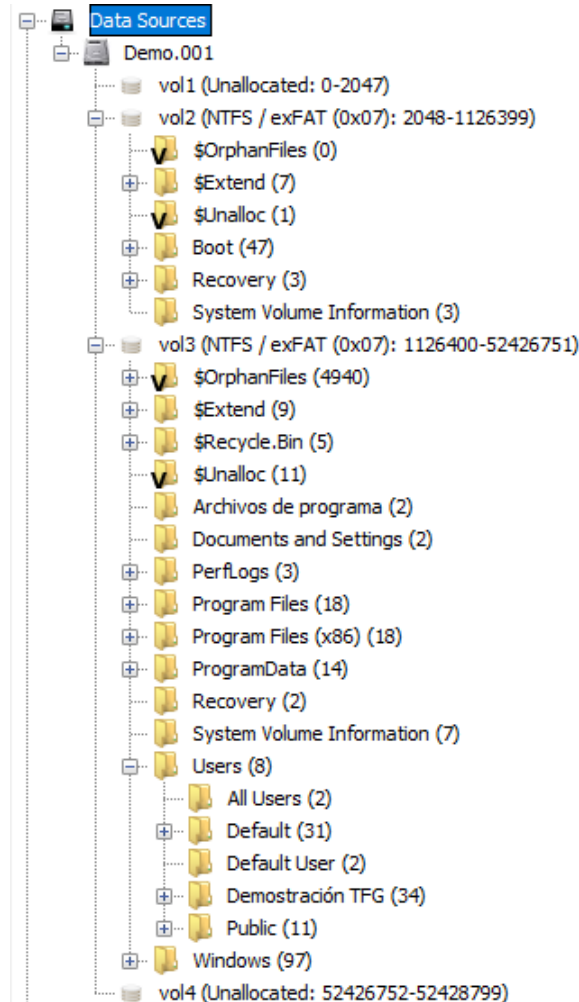 Data Sources
Demo.001
vol1 (Unallocated: 0-2047)
vol2 (NTFS / exFAT (0x07): 2048-1126399)
$OrphanFiles (0)
$Extend (7)
$Unalloc (1)
Boot (47)
Recovery (3)
System Volume Information (3)
vol3 (NTFS / exFAT (0x07): 1126400-52426751)
$OrphanFiles (4940)
$Extend (9)
$Recycle.Bin (5)
$Unalloc (11)
Archivos de programa (2)
Documents and Settings (2)
PerfLogs (3)
Program Files (18)
Program Files (x86) (18)
ProgramData (14)
Recovery (2)
System Volume Information (7)
Users (8)
All Users (2)
Default (31)
Default User (2)
Demostración TFG (34)
Public (11)
Windows (97)
vol4 (Unallocated: 52426752-52428799)